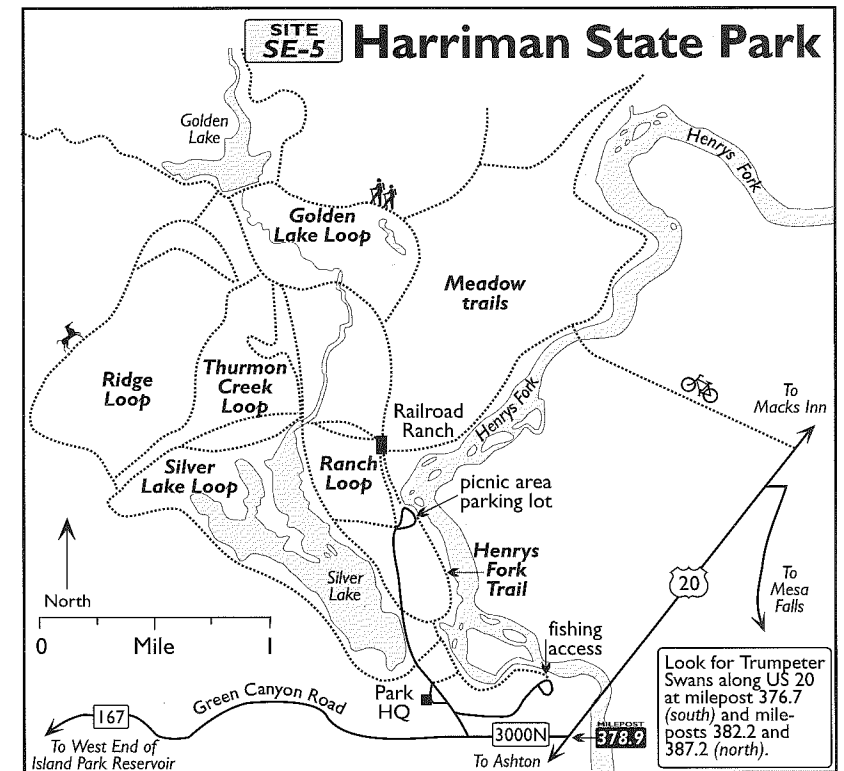 SITE
SE-5
Harriman State Park
Golden
Lake
Henrys Fork
Golden
Lake Loop
Meadow
trails
Ridge
Loop
Thurmon
Creek
Loop
To
Macks Inn
Railroad
Ranch
Henrys Fork
Silver
Lake Loop
Ranch
Loop
picnic area
parking lot
North
0 Mile 1
Silver
Lake
Henrys
Fork
Trail
20
To
Mesa
Falls
fishing
access
Look for Trumpeter
Swans along US 20
at milepost 376.7
(south) and mile-
posts 382.2 and
387.2 (north).
Park
HQ
Green Canyon Road
167
3000N
MILEPOST
378.9
To West End of
Island Park Reservoir
To Ashton